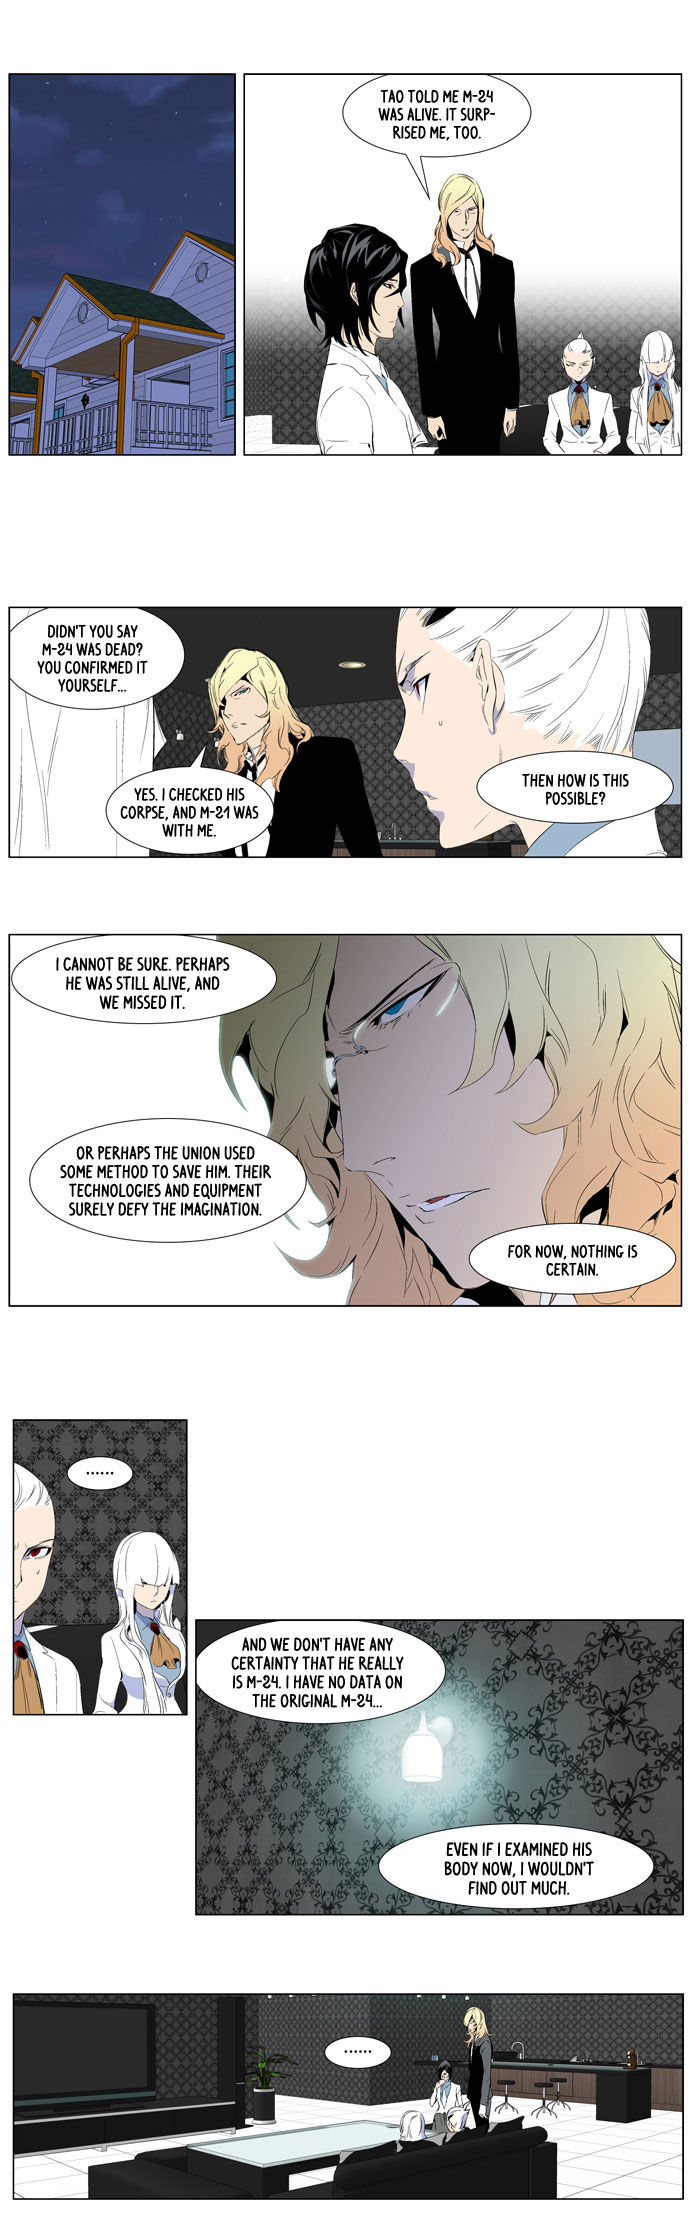 TAO TOLD ME M-24
WAS ALIVE. IT SURP-
RISED ME, TOO.
DIDN'T YOU SAY
M-24 WAS DEAD?
YOU CONFIRMED IT
YOURSELF...
YES. I CHECKED HIS
CORPSE, AND M-21 WAS
WITH ME.
THEN HOW IS THIS
POSSIBLE?
I CANNOT BE SURE. PERHAPS
HE WAS STILL ALIVE, AND
WE MISSED IT.
OR PERHAPS THE UNION USED
SOME METHOD TO SAVE HIM. THEIR
TECHNOLOGIES AND EQUIPMENT
SURELY DEFY THE IMAGINATION.
FOR NOW, NOTHING IS
CERTAIN.
......
AND WE DON'T HAVE ANY
CERTAINTY THAT HE REALLY
IS M-24. I HAVE NO DATA ON
THE ORIGINAL M-24...
EVEN IF I EXAMINED HIS
BODY NOW, I WOULDN'T
FIND OUT MUCH.
......